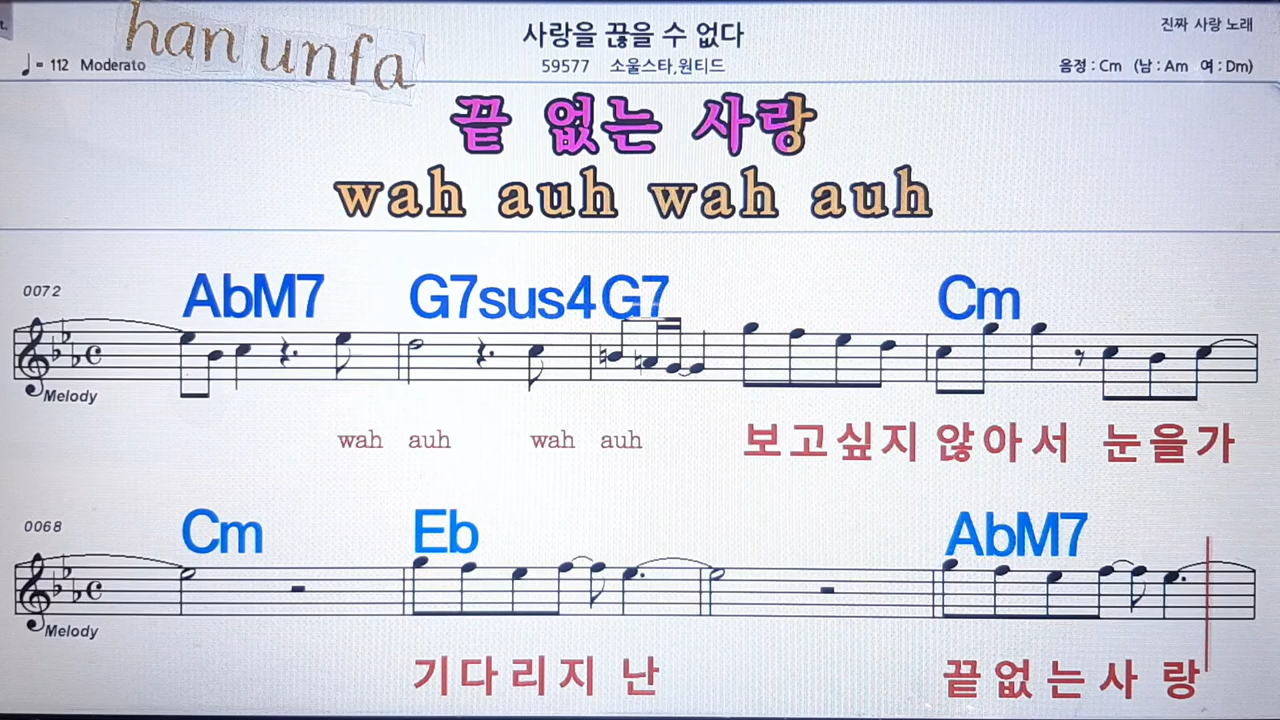 t.
han unfa
사랑을 끊을 수 없다
진짜 사랑 노래
♩= 112 Moderato
59577 소울스타,원티드
음정 : Cm (남 : Am 여 : Dm)
끝 없는 사랑
wah auh wah auh
0072
AbM7 G7sus4 G7 Cm
Melody
wah auh wah auh 보고싶지 않아서 눈을가
0068
Cm Eb AbM7
Melody
기다리지 난 끝없는사 랑